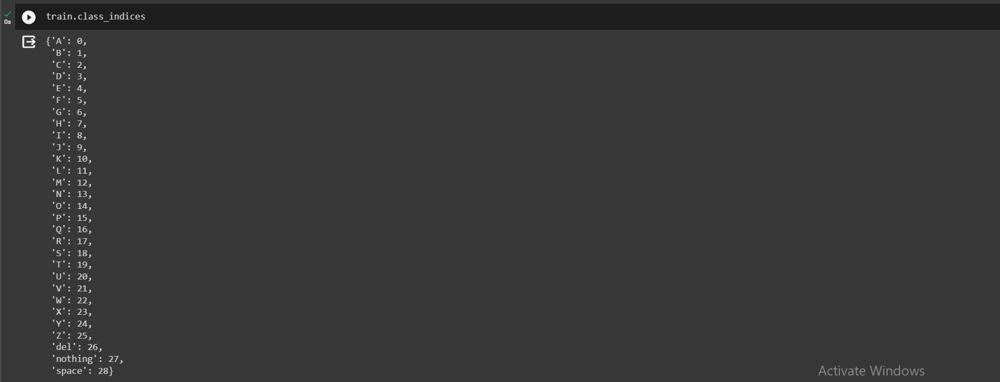 train.class_indices
0s
{'A': 0,
'B': 1,
'C': 2,
'D': 3,
'E': 4,
'F': 5,
'G': 6,
'H': 7,
'I': 8,
'J': 9,
'K': 10,
'L': 11,
'M': 12,
'N': 13,
'O': 14,
'P': 15,
'Q': 16,
'R': 17,
'S': 18,
'T': 19,
'U': 20,
'V': 21,
'W': 22,
'X': 23,
'Y': 24,
'Z': 25,
'del': 26,
'nothing': 27,
'space': 28}
Activate Windows